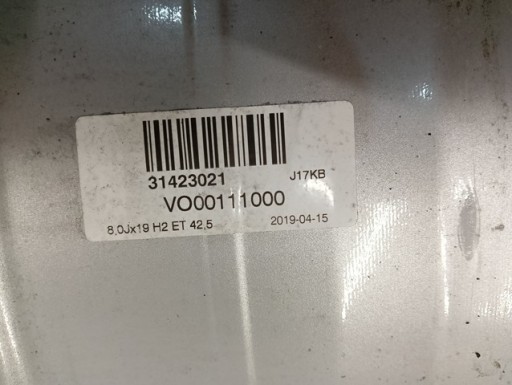 31423021 J17KB
VO00111000
8,0Jx19 H2 ET 42,5 2019-04-15